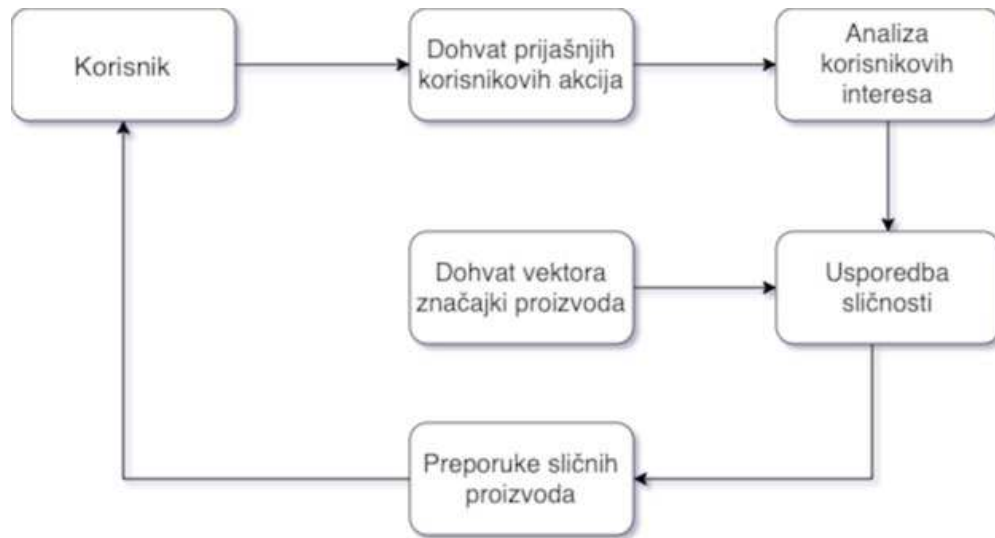 Korisnik
Dohvat prijašnjih
korisnikovih akcija
Analiza
korisnikovih
interesa
Dohvat vektora
značajki proizvoda
Usporedba
sličnosti
Preporuke sličnih
proizvoda